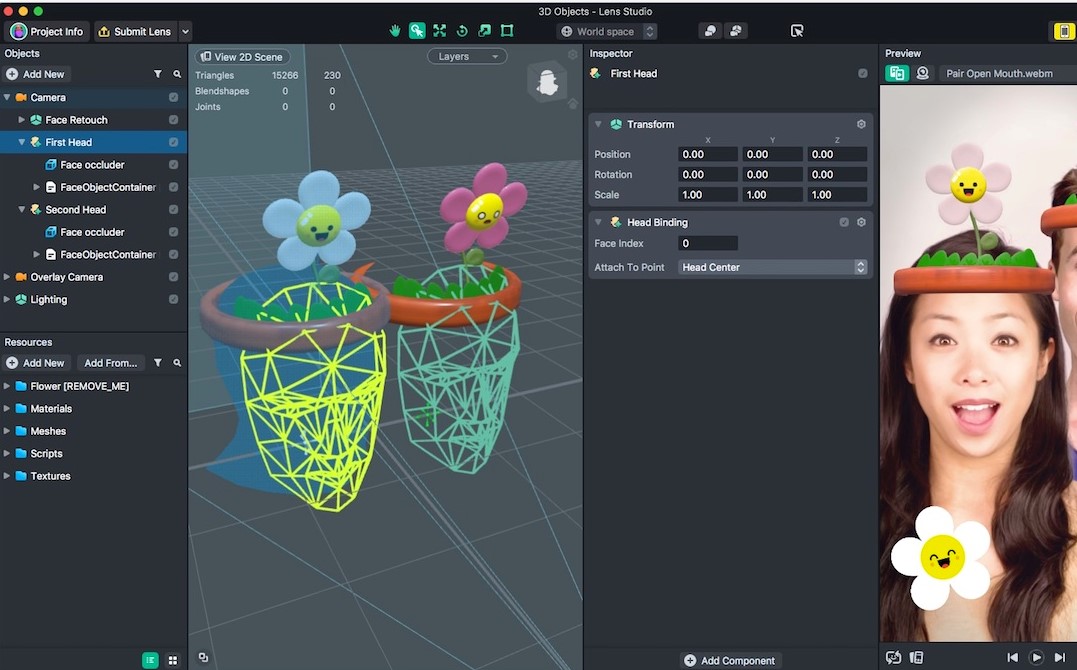 3D Objects - Lens Studio
Project Info
Submit Lens
World space
Objects
Add New
Camera
Face Retouch
First Head
Face occluder
FaceObjectContainer
Second Head
Face occluder
FaceObjectContainer
Overlay Camera
Lighting
Resources
Add New
Add From...
Flower [REMOVE_ME]
Materials
Meshes
Scripts
Textures
View 2D Scene
Layers
Triangles 15266 230
Blendshapes 0 0
Joints 0 0
Inspector
First Head
Transform
X Y Z
Position 0.00 0.00 0.00
Rotation 0.00 0.00 0.00
Scale 1.00 1.00 1.00
Head Binding
Face Index 0
Attach To Point Head Center
Add Component
Preview
Pair Open Mouth.webm